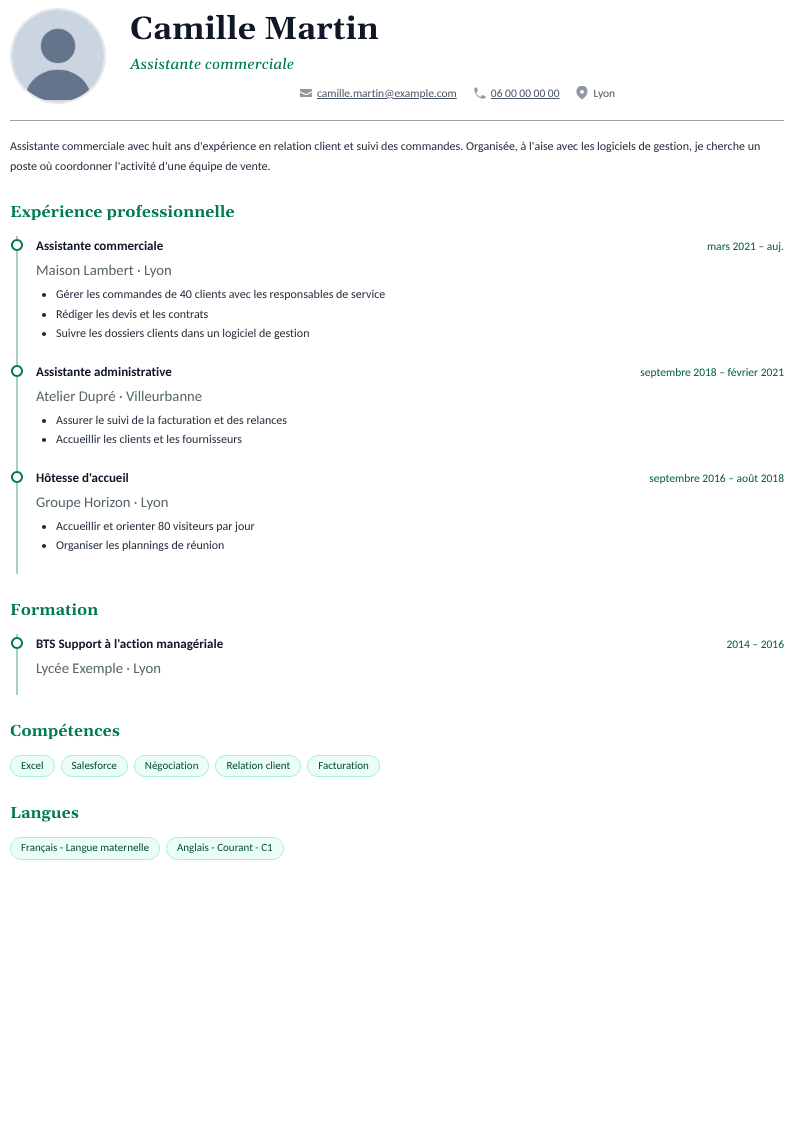 Camille Martin
Assistante commerciale
camille.martin@example.com 06 00 00 00 00 Lyon
Assistante commerciale avec huit ans d'expérience en relation client et suivi des commandes. Organisée, à l'aise avec les logiciels de gestion, je cherche un
poste où coordonner l'activité d'une équipe de vente.
Expérience professionnelle
Assistante commerciale mars 2021 – auj.
Maison Lambert · Lyon
• Gérer les commandes de 40 clients avec les responsables de service
• Rédiger les devis et les contrats
• Suivre les dossiers clients dans un logiciel de gestion
Assistante administrative septembre 2018 – février 2021
Atelier Dupré · Villeurbanne
• Assurer le suivi de la facturation et des relances
• Accueillir les clients et les fournisseurs
Hôtesse d'accueil septembre 2016 – août 2018
Groupe Horizon · Lyon
• Accueillir et orienter 80 visiteurs par jour
• Organiser les plannings de réunion
Formation
BTS Support à l'action managériale 2014 – 2016
Lycée Exemple · Lyon
Compétences
Excel Salesforce Négociation Relation client Facturation
Langues
Français - Langue maternelle Anglais - Courant - C1